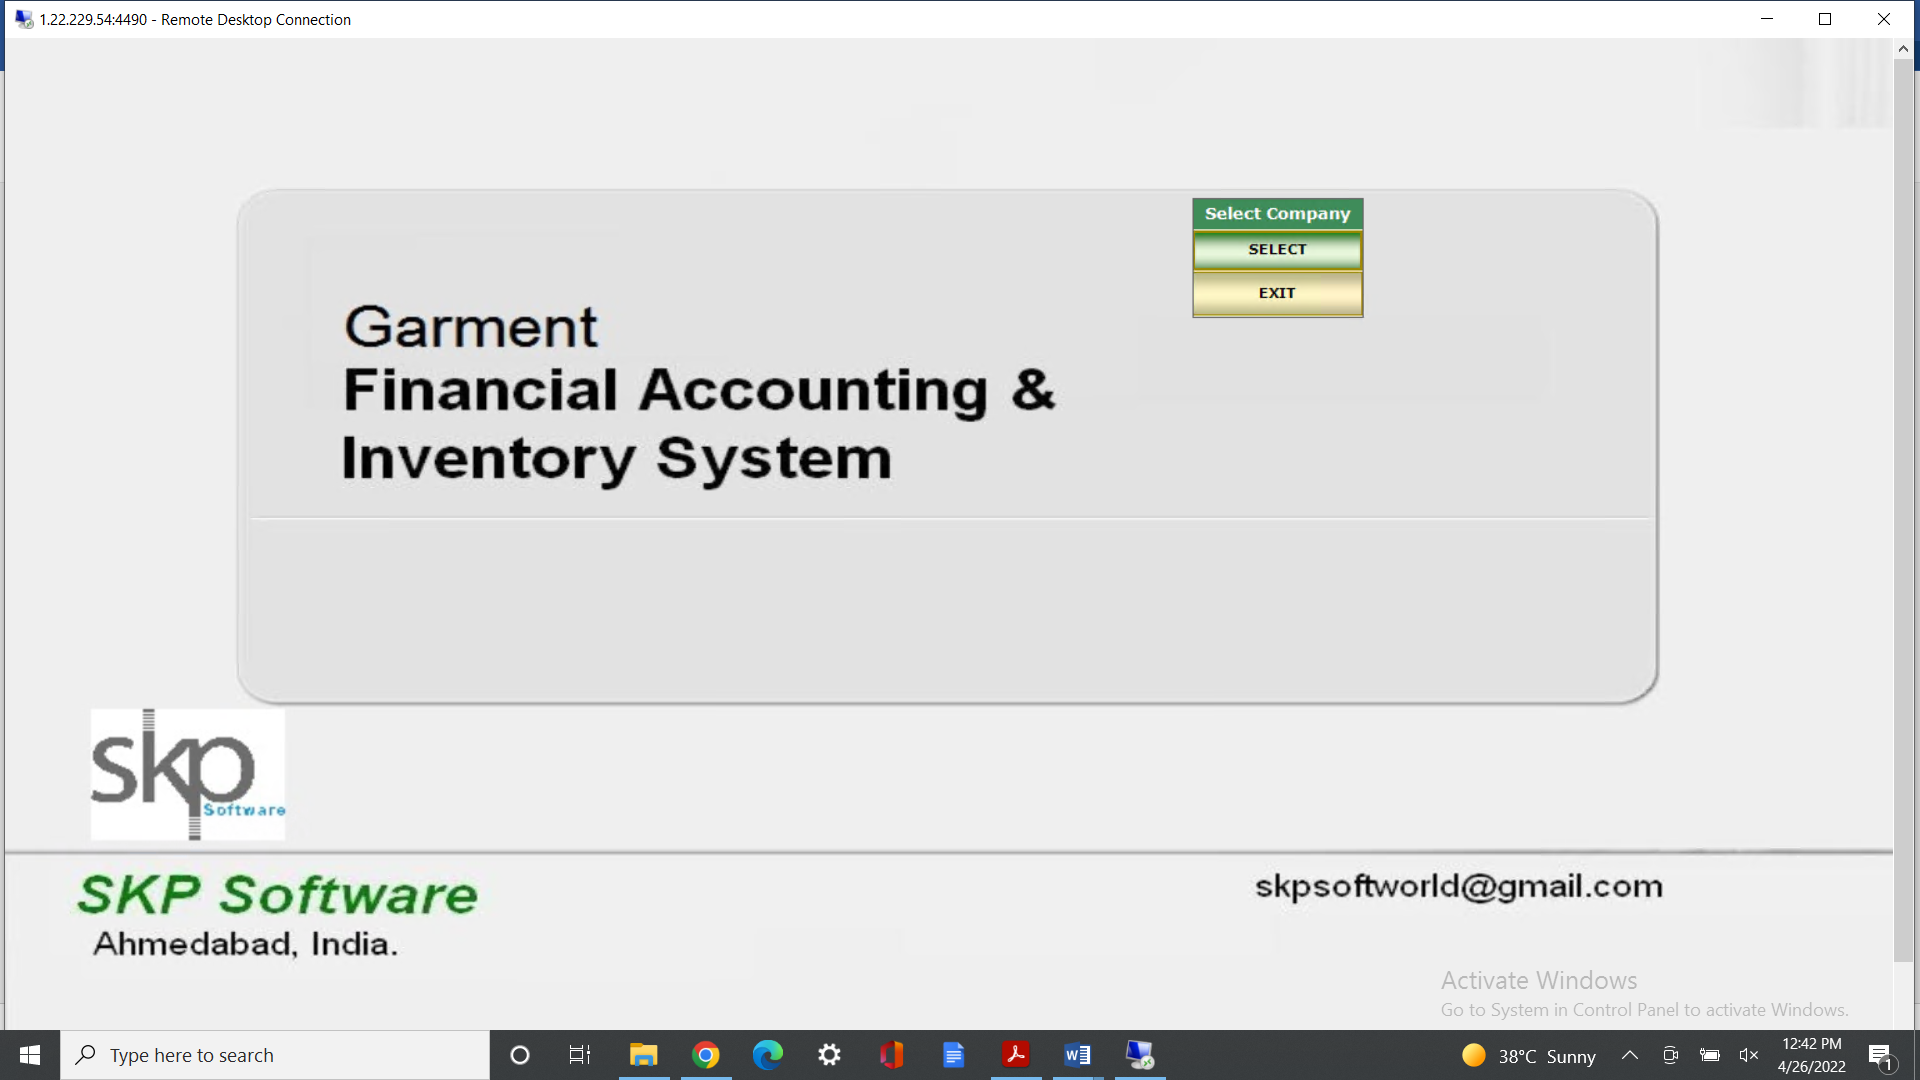 1.22.229.54:4490 - Remote Desktop Connection
Select Company
SELECT
EXIT
Garment
Financial Accounting &
Inventory System
skp
Software
SKP Software
Ahmedabad, India.
skpsoftworld@gmail.com
Activate Windows
Go to System in Control Panel to activate Windows.
Type here to search
38°C Sunny
12:42 PM
4/26/2022
1